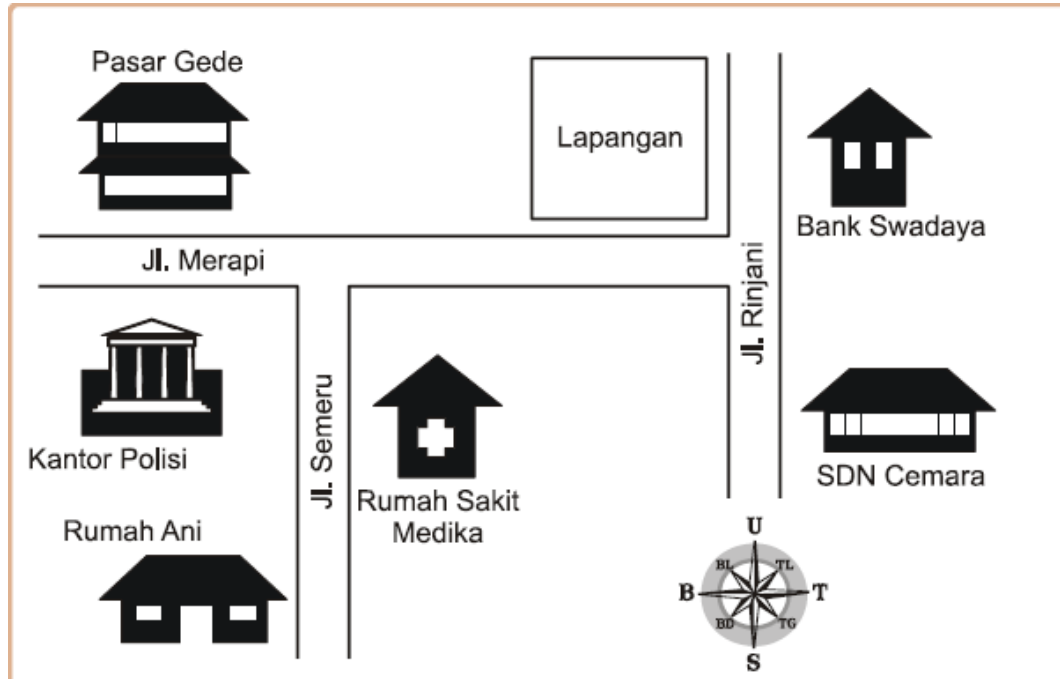 Pasar Gede
Lapangan
Bank Swadaya
Jl. Merapi
Jl. Rinjani
Kantor Polisi
Jl. Semeru
Rumah Sakit
Medika
SDN Cemara
Rumah Ani
U
BL
TL
B
T
BD
TG
S